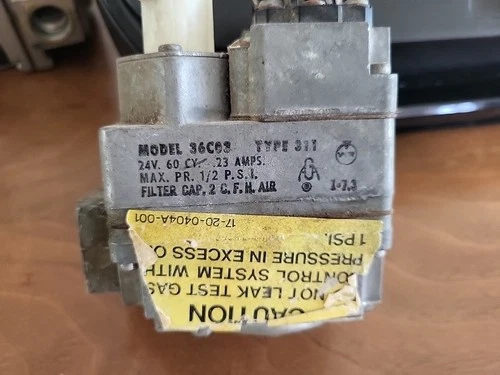 MODEL 36C03 TYPE 311
24V. 60 CY. .23 AMPS.
MAX. PR. 1/2 P.S.I.
FILTER CAP. 2 C.F.H. AIR
1-7.3
CAUTION
NOT LEAK TEST GAS
CONTROL SYSTEM WITH
PRESSURE IN EXCESS O
1 PSI.
17-20-0404A-001